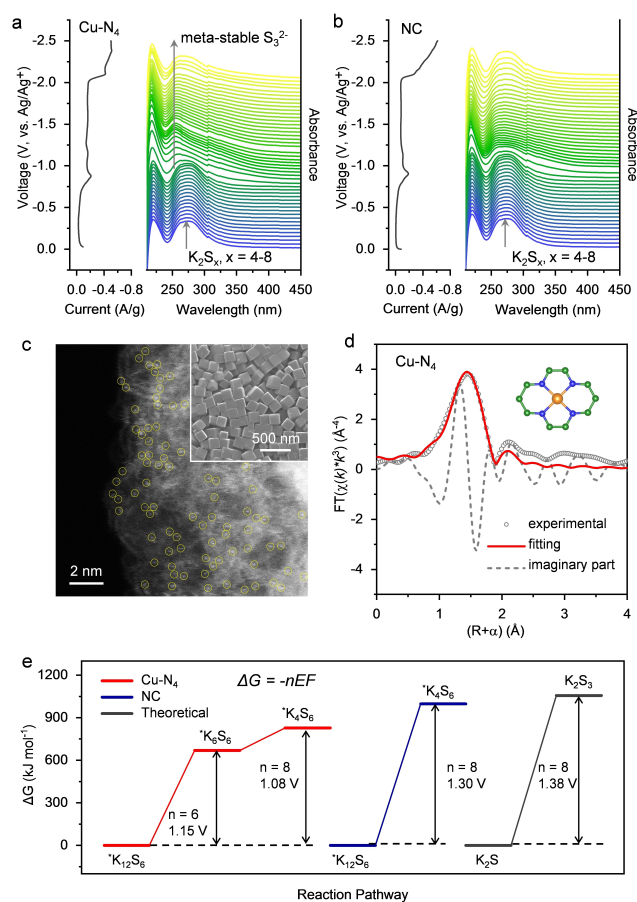 a
Cu–N4
meta-stable S3 2-
Voltage (V, vs. Ag/Ag+)
-2.5
-2.0
-1.5
-1.0
-0.5
0.0
-0 -0.4 -0.8
Current (A/g)
250 300 350 400 450
Wavelength (nm)
Absorbance
K2Sx, x = 4-8
b
NC
Voltage (V, vs. Ag/Ag+)
-2.5
-2.0
-1.5
-1.0
-0.5
0.0
-0 -0.4 -0.8
Current (A/g)
250 300 350 400 450
Wavelength (nm)
Absorbance
K2Sx, x = 4-8
c
500 nm
2 nm
d
Cu–N4
FT(χ(k)*k³) (Å⁻⁴)
4
2
0
-2
-4
experimental
fitting
imaginary part
0 1 2 3 4
(R+α) (Å)
e
ΔG (kJ mol⁻¹)
1200
900
600
300
0
Cu–N4
NC
Theoretical
ΔG = -nEF
*K12S6
*K6S6
*K4S6
n = 6
1.15 V
n = 8
1.08 V
*K12S6
*K4S6
n = 8
1.30 V
K2S
K2S3
n = 8
1.38 V
Reaction Pathway